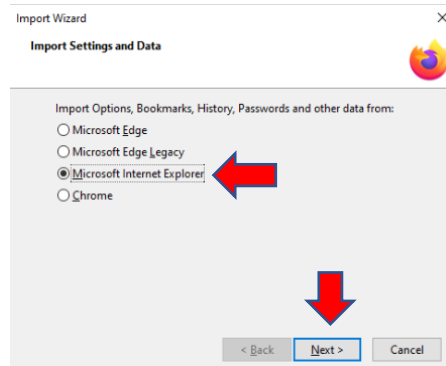 Import Wizard
Import Settings and Data
Import Options, Bookmarks, History, Passwords and other data from:
Microsoft Edge
Microsoft Edge Legacy
Microsoft Internet Explorer
Chrome
< Back Next > Cancel